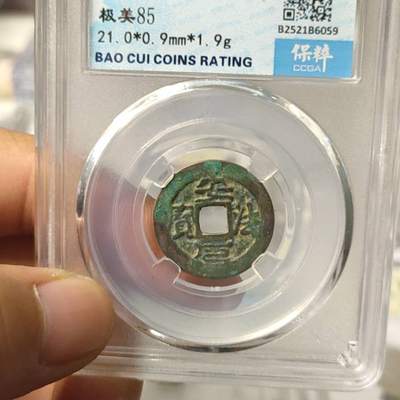 极美85
21.0*0.9mm*1.9g
BAO CUI COINS RATING
B2521B6059
保粹
CCGA